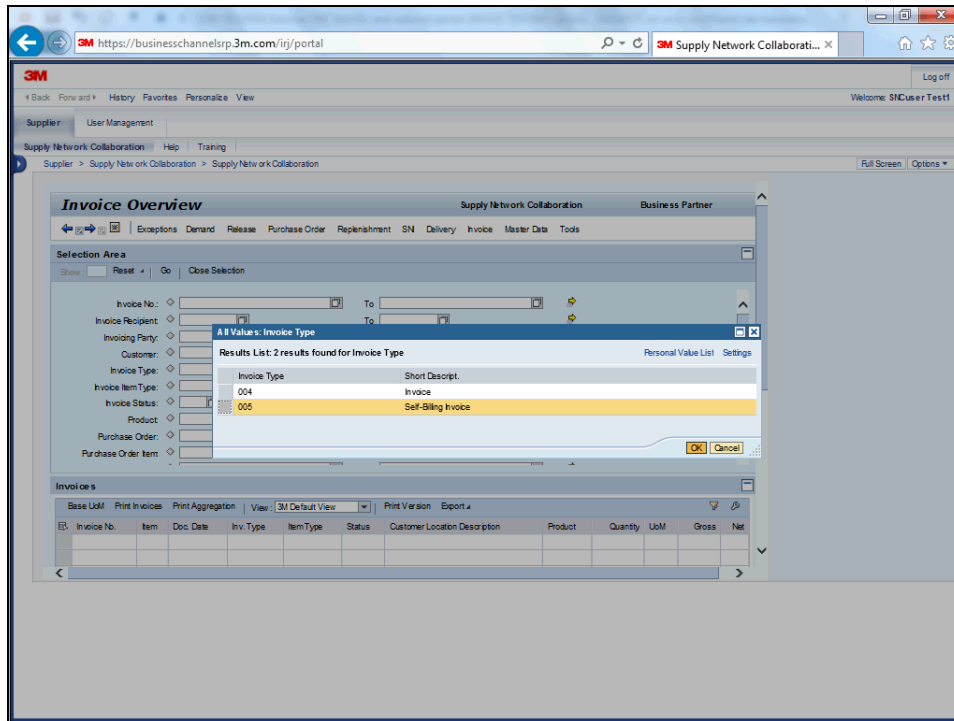 3M https://businesschannelsrp.3m.com/irj/portal
3M Supply Network Collaborati...
3M
Log off
Back Forward History Favorites Personalize View
Welcome: SNCuser Test1
Supplier User Management
Supply Network Collaboration Help Training
Supplier > Supply Network Collaboration > Supply Network Collaboration
Full Screen Options
Invoice Overview
Supply Network Collaboration Business Partner
Exceptions Demand Release Purchase Order Replenishment SNI Delivery Invoice Master Data Tools
Selection Area
Show: Reset Go Close Selection
Invoice No.: To
Invoice Recipient: To
Invoicing Party:
Customer:
Invoice Type:
Invoice Item Type:
Invoice Status:
Product:
Purchase Order:
Purchase Order Item:
All Values: Invoice Type
Results List: 2 results found for Invoice Type
Personal Value List Settings
Invoice Type Short Descript.
004 Invoice
005 Self-Billing Invoice
OK Cancel
Invoices
Base UoM Print Invoices Print Aggregation View: 3M Default View Print Version Export
Invoice No. Item Doc. Date Inv. Type Item Type Status Customer Location Description Product Quantity UoM Gross Net